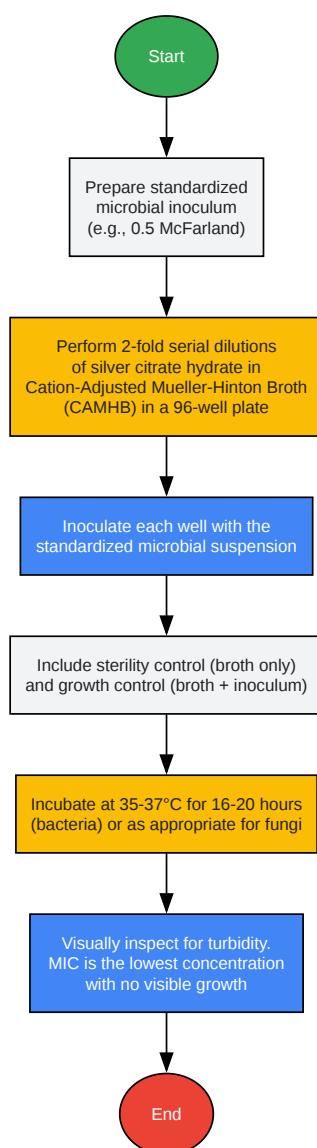 Start
Prepare standardized
microbial inoculum
(e.g., 0.5 McFarland)
Perform 2-fold serial dilutions
of silver citrate hydrate in
Cation-Adjusted Mueller-Hinton Broth
(CAMHB) in a 96-well plate
Inoculate each well with the
standardized microbial suspension
Include sterility control (broth only)
and growth control (broth + inoculum)
Incubate at 35-37°C for 16-20 hours
(bacteria) or as appropriate for fungi
Visually inspect for turbidity.
MIC is the lowest concentration
with no visible growth
End